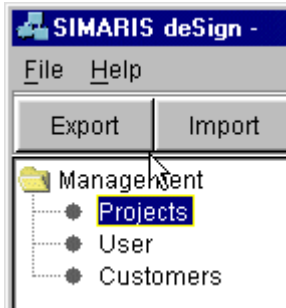 SIMARIS deSign -
File Help
Export Import
Management
Projects
User
Customers